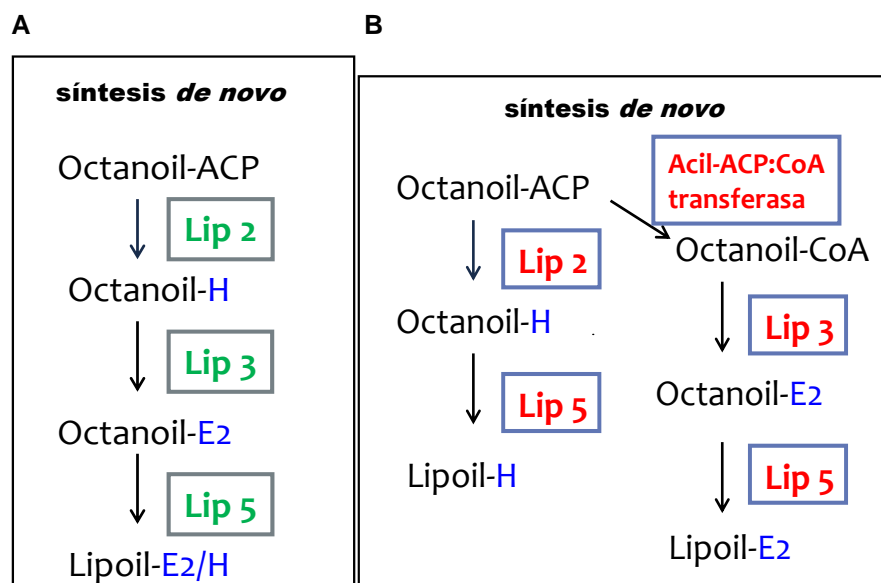 A
síntesis de novo
Octanoil-ACP
Lip 2
Octanoil-H
Lip 3
Octanoil-E2
Lip 5
Lipoil-E2/H
B
síntesis de novo
Octanoil-ACP
Acil-ACP:CoA
transferasa
Lip 2
Octanoil-CoA
Octanoil-H
Lip 3
Lip 5
Octanoil-E2
Lipoil-H
Lip 5
Lipoil-E2